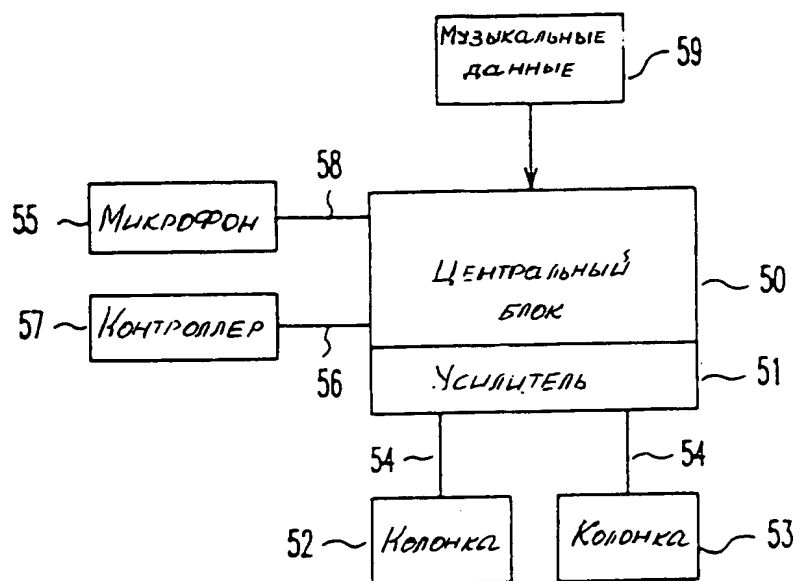 Музыкальные
данные
59
58
55
Микрофон
Центральный
блок
50
57
Контроллер
56
Усилитель
51
54
54
52
Колонка
Колонка
53